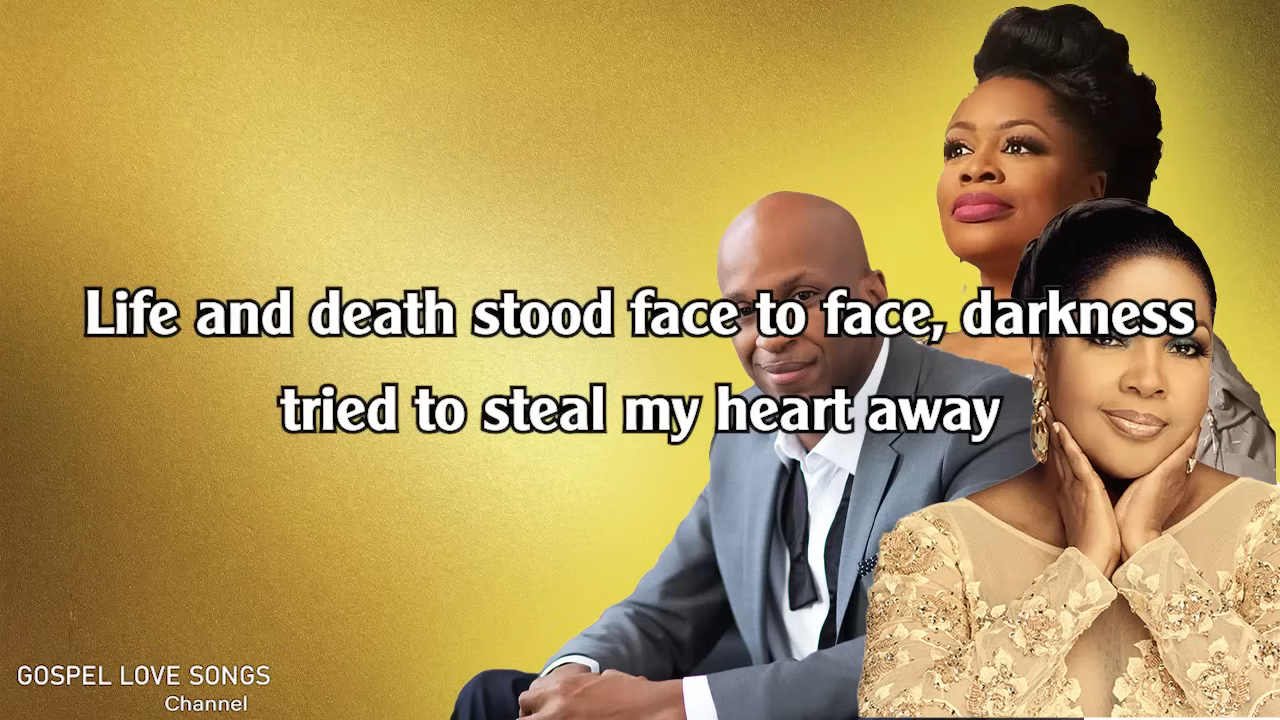 Life and death stood face to face, darkness
tried to steal my heart away
GOSPEL LOVE SONGS
Channel